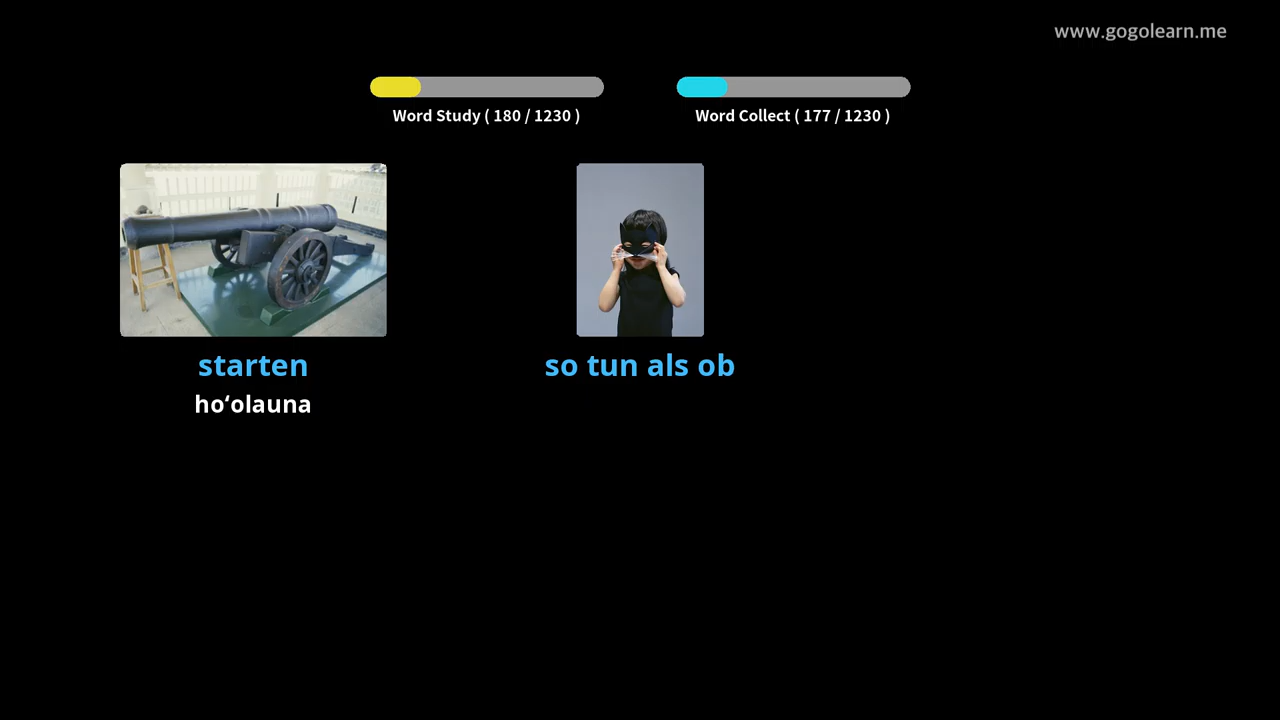 www.gogolearn.me
Word Study ( 180 / 1230 )
Word Collect ( 177 / 1230 )
starten
hoʻolauna
so tun als ob